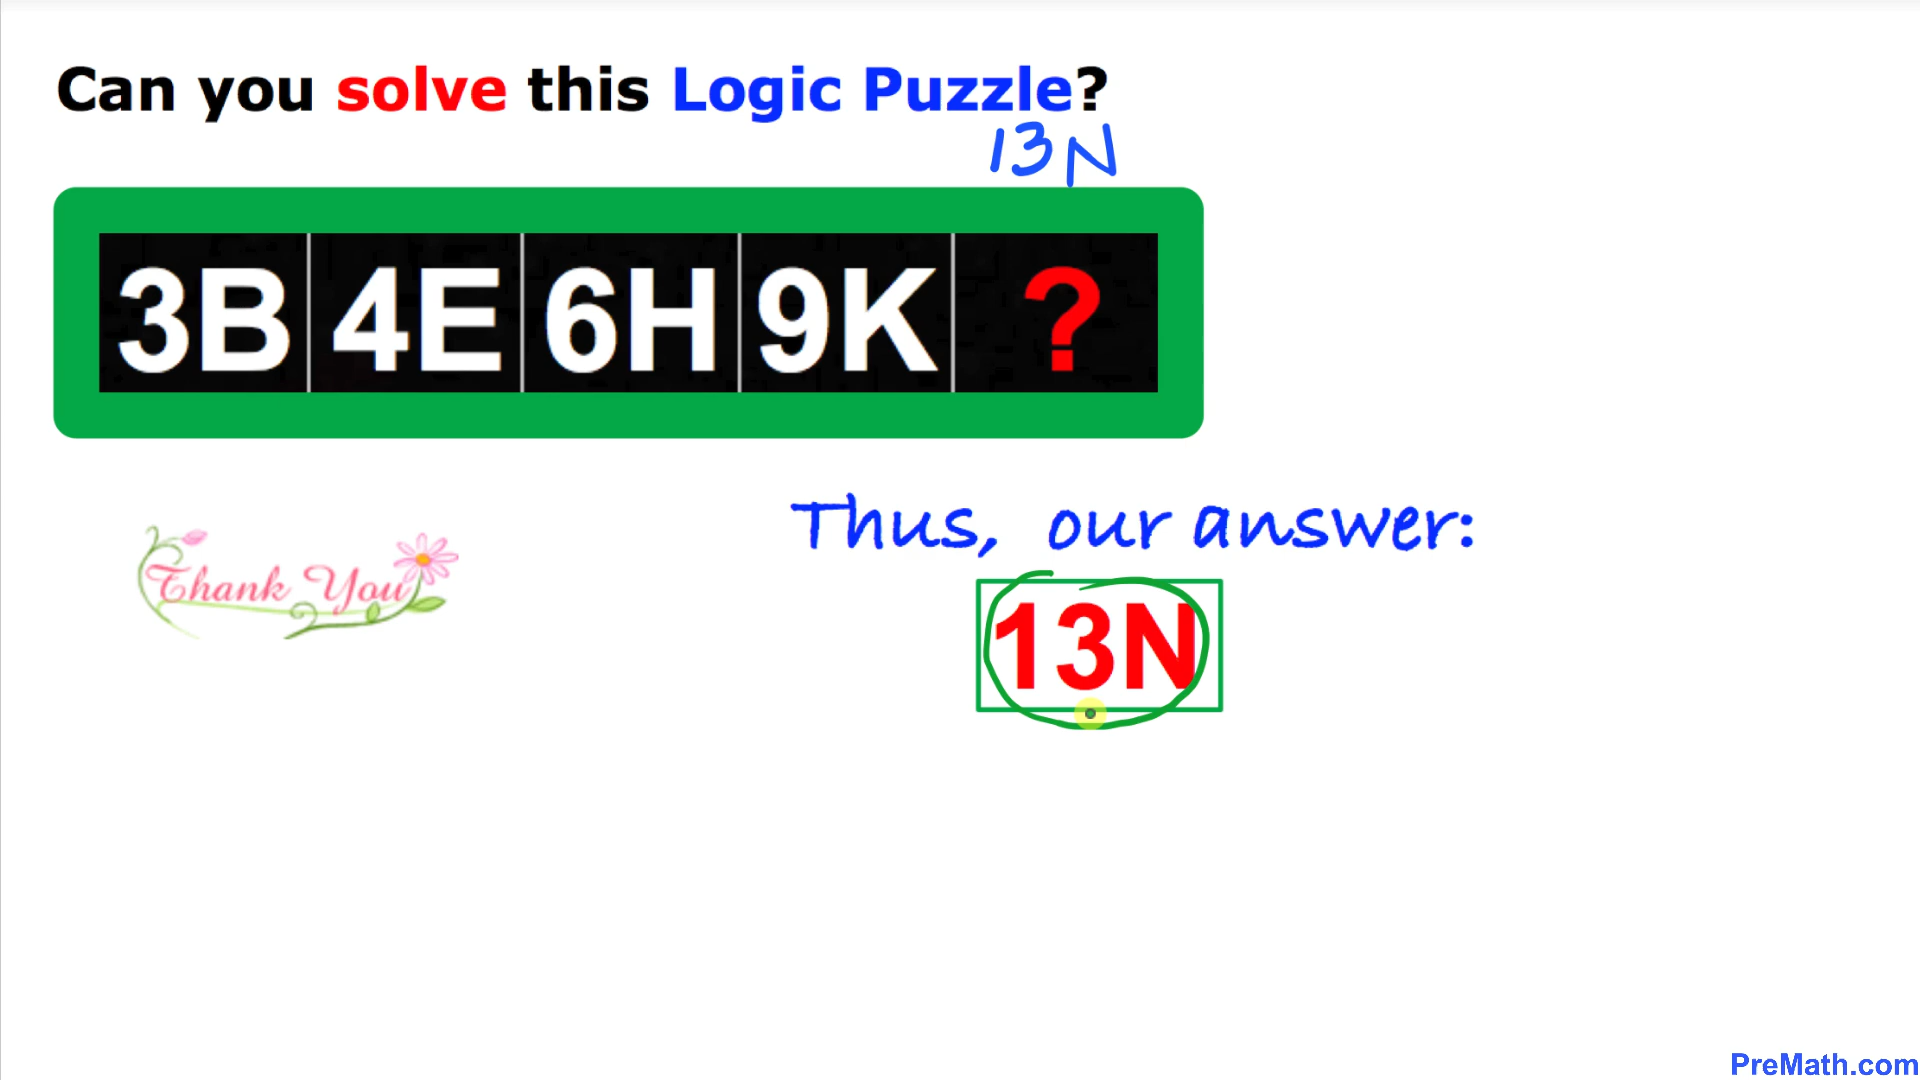 Can you solve this Logic Puzzle?
13N
3B 4E 6H 9K ?
Thus, our answer:
Thank You
13N
PreMath.com